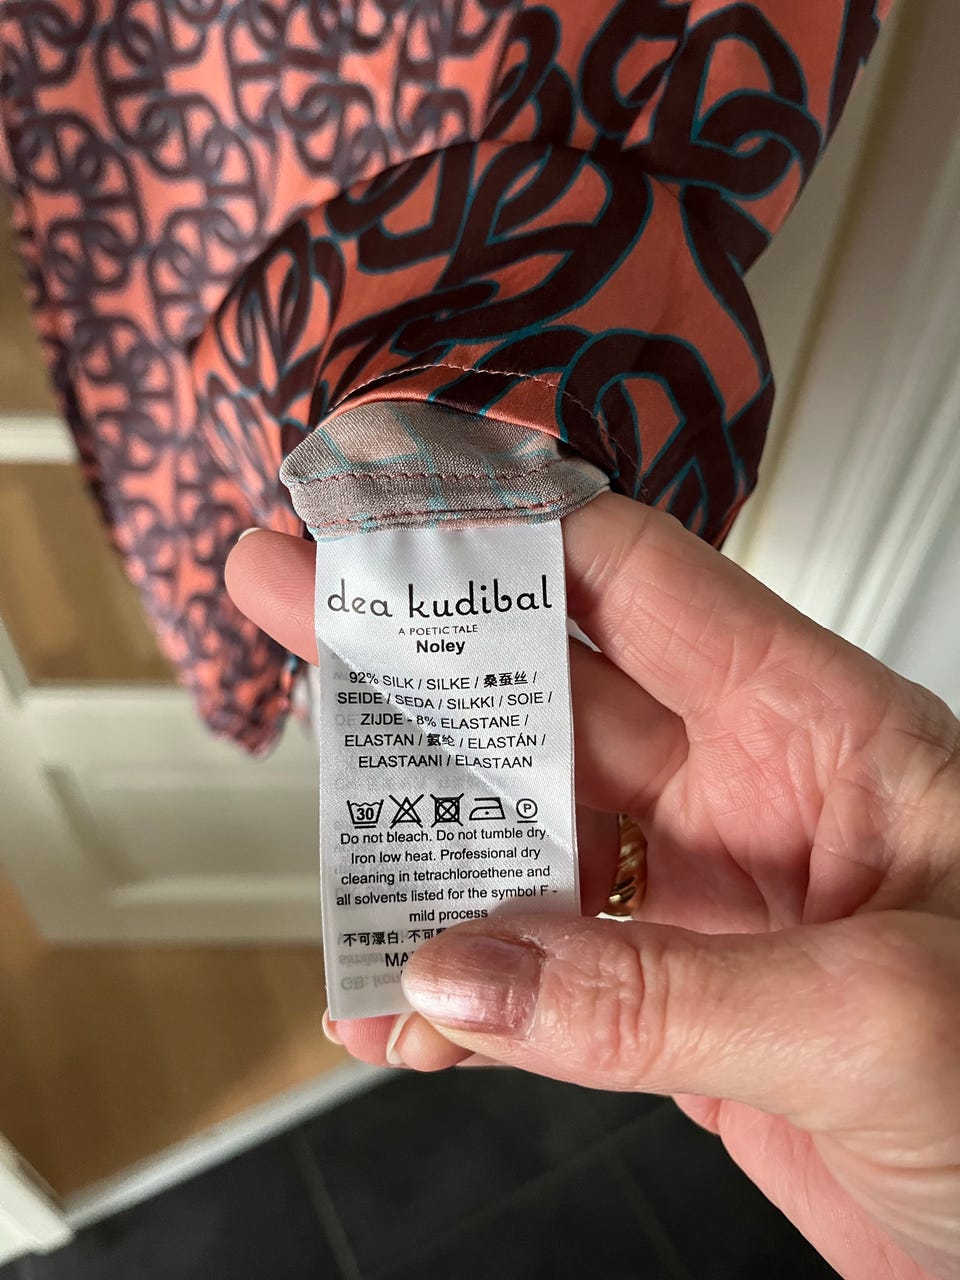 dea kudibal
A POETIC TALE
Noley
92% SILK / SILKE / 桑蚕丝 /
SEIDE / SEDA / SILKKI / SOIE /
ZIJDE - 8% ELASTANE /
ELASTAN / 氨纶 / ELASTÁN /
ELASTAANI / ELASTAAN
30 P
Do not bleach. Do not tumble dry.
Iron low heat. Professional dry
cleaning in tetrachloroethene and
all solvents listed for the symbol F -
mild process
不可漂白. 不可